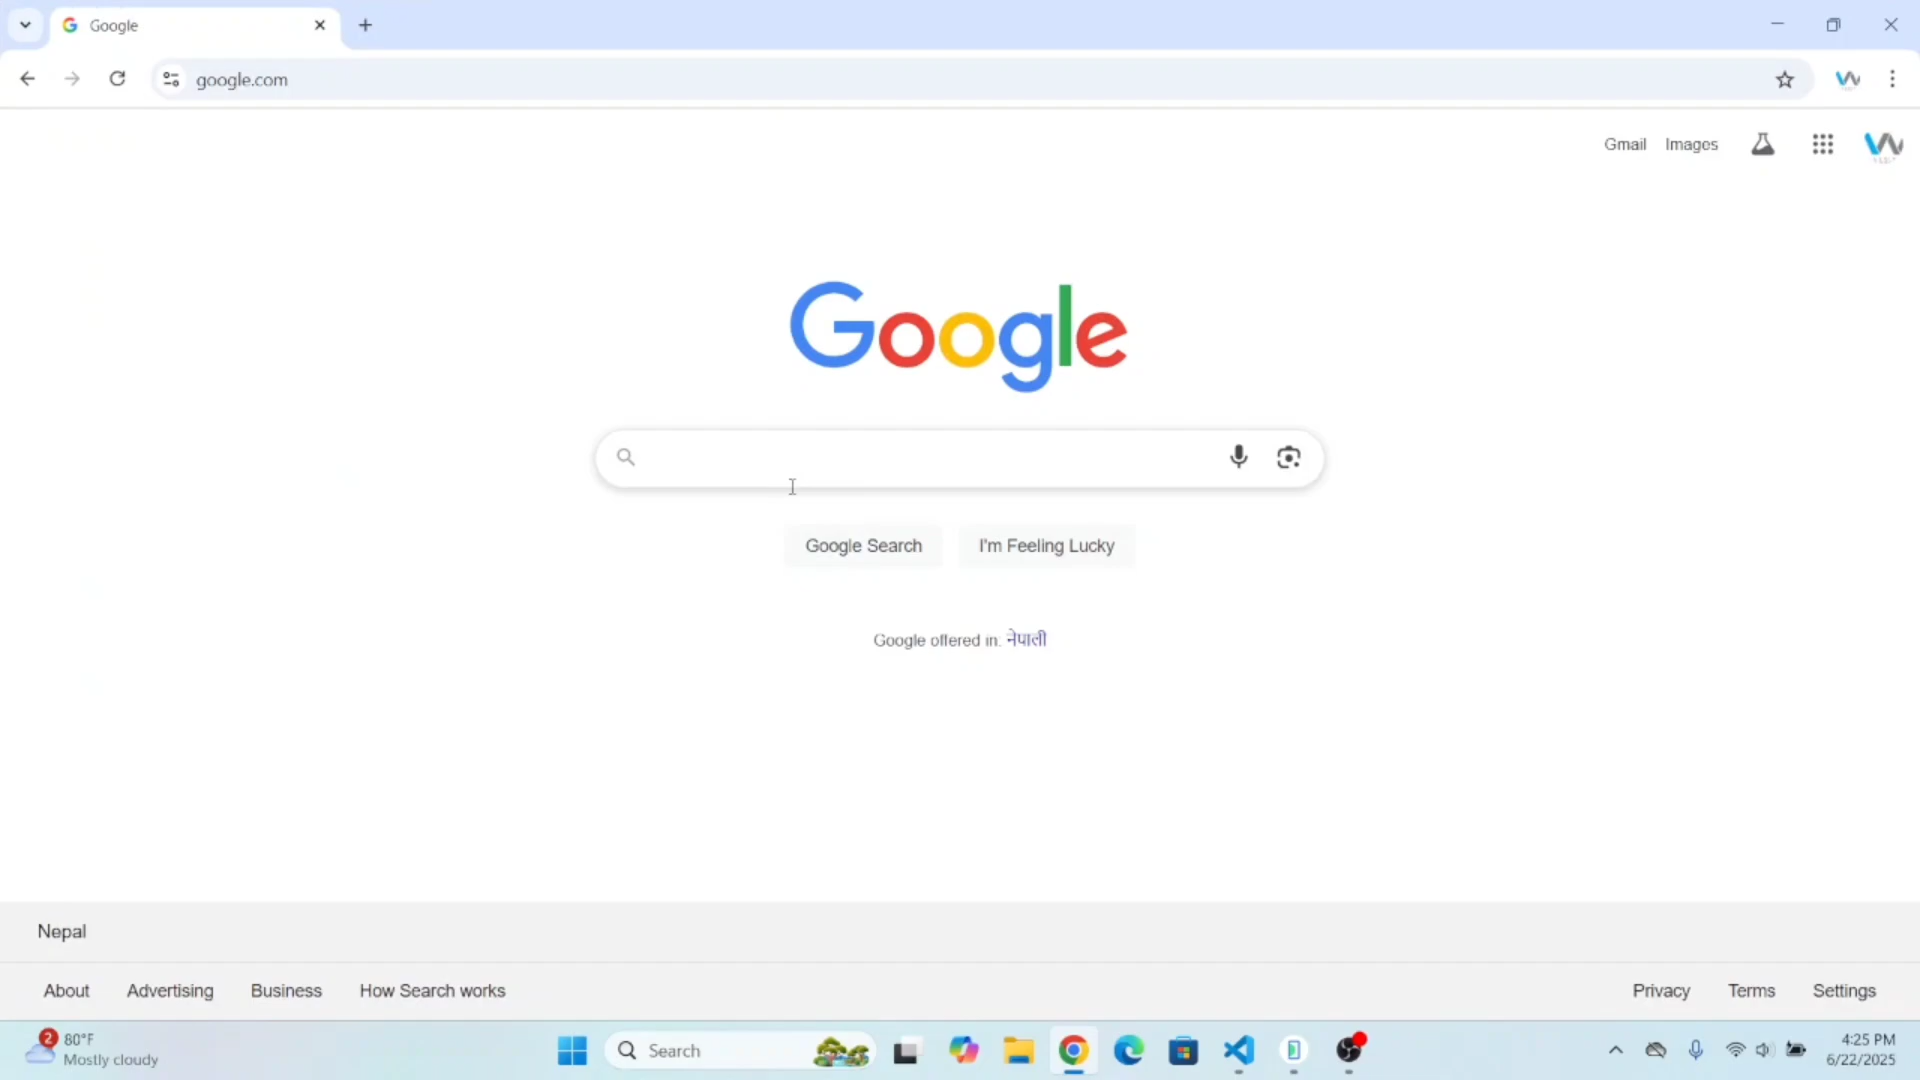 Google
google.com
Gmail Images
Google
Google Search I'm Feeling Lucky
Google offered in: नेपाली
Nepal
About Advertising Business How Search works Privacy Terms Settings
2 80°F
Mostly cloudy
Search
4:25 PM
6/22/2025